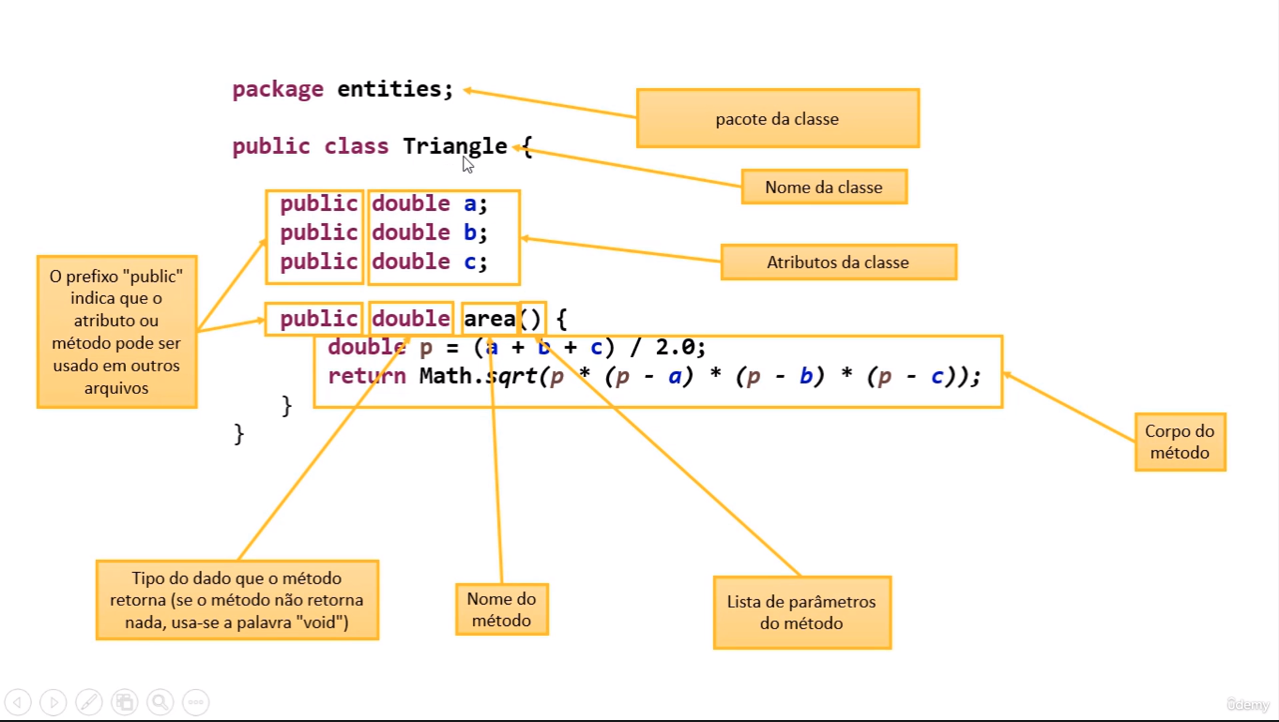 package entities;
pacote da classe
public class Triangle {
Nome da classe
public double a;
public double b;
public double c;
Atributos da classe
O prefixo "public"
indica que o
atributo ou
método pode ser
usado em outros
arquivos
public double area() {
double p = (a + b + c) / 2.0;
return Math.sqrt(p * (p - a) * (p - b) * (p - c));
}
}
Corpo do
método
Tipo do dado que o método
retorna (se o método não retorna
nada, usa-se a palavra "void")
Nome do
método
Lista de parâmetros
do método
ûdemy